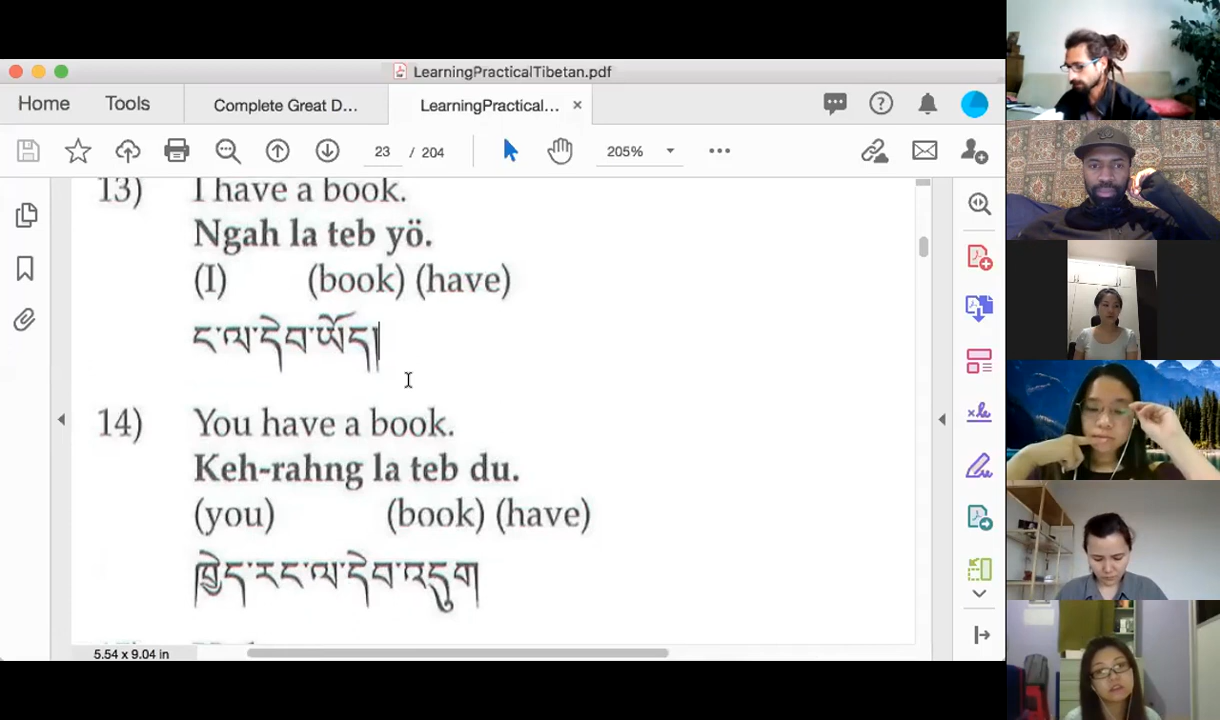 LearningPracticalTibetan.pdf
Home
Tools
Complete Great D...
LearningPractical...
23 / 204
205%
13) I have a book.
Ngah la teb yö.
(I) (book) (have)
ང་ལ་དེབ་ཡོད།
14) You have a book.
Keh-rahng la teb du.
(you) (book) (have)
ཁྱེད་རང་ལ་དེབ་འདུག
5.54 x 9.04 in